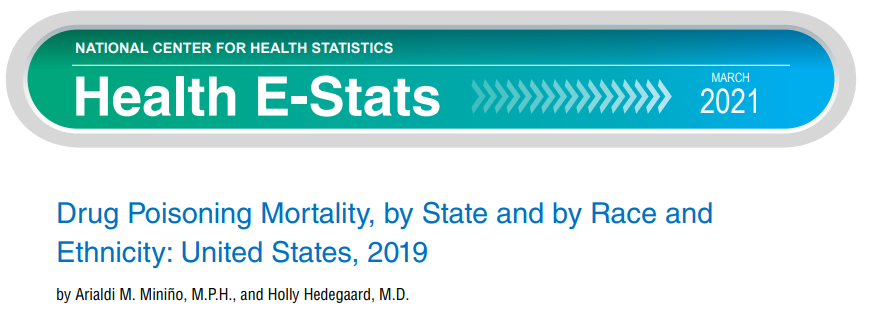 NATIONAL CENTER FOR HEALTH STATISTICS
Health E-Stats
MARCH
2021
Drug Poisoning Mortality, by State and by Race and
Ethnicity: United States, 2019
by Arialdi M. Miniño, M.P.H., and Holly Hedegaard, M.D.